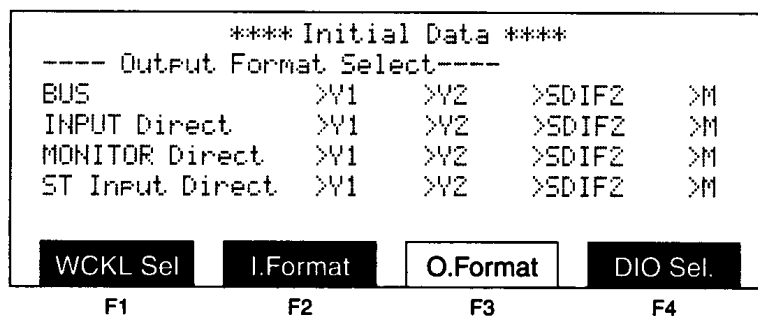 **** Initial Data ****
---- Output Format Select----
BUS >Y1 >Y2 >SDIF2 >M
INPUT Direct >Y1 >Y2 >SDIF2 >M
MONITOR Direct >Y1 >Y2 >SDIF2 >M
ST Input Direct >Y1 >Y2 >SDIF2 >M
WCKL Sel I.Format O.Format DIO Sel.
F1 F2 F3 F4